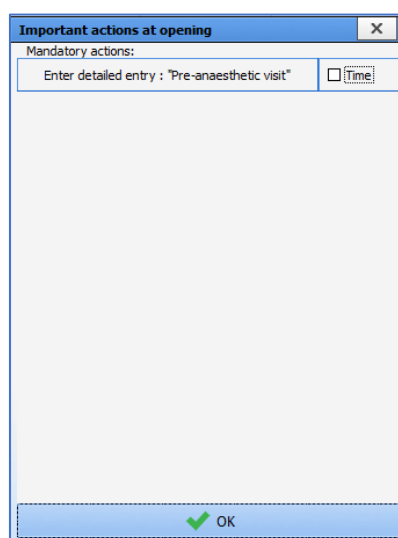 Important actions at opening
Mandatory actions:
Enter detailed entry : "Pre-anaesthetic visit" Time
OK